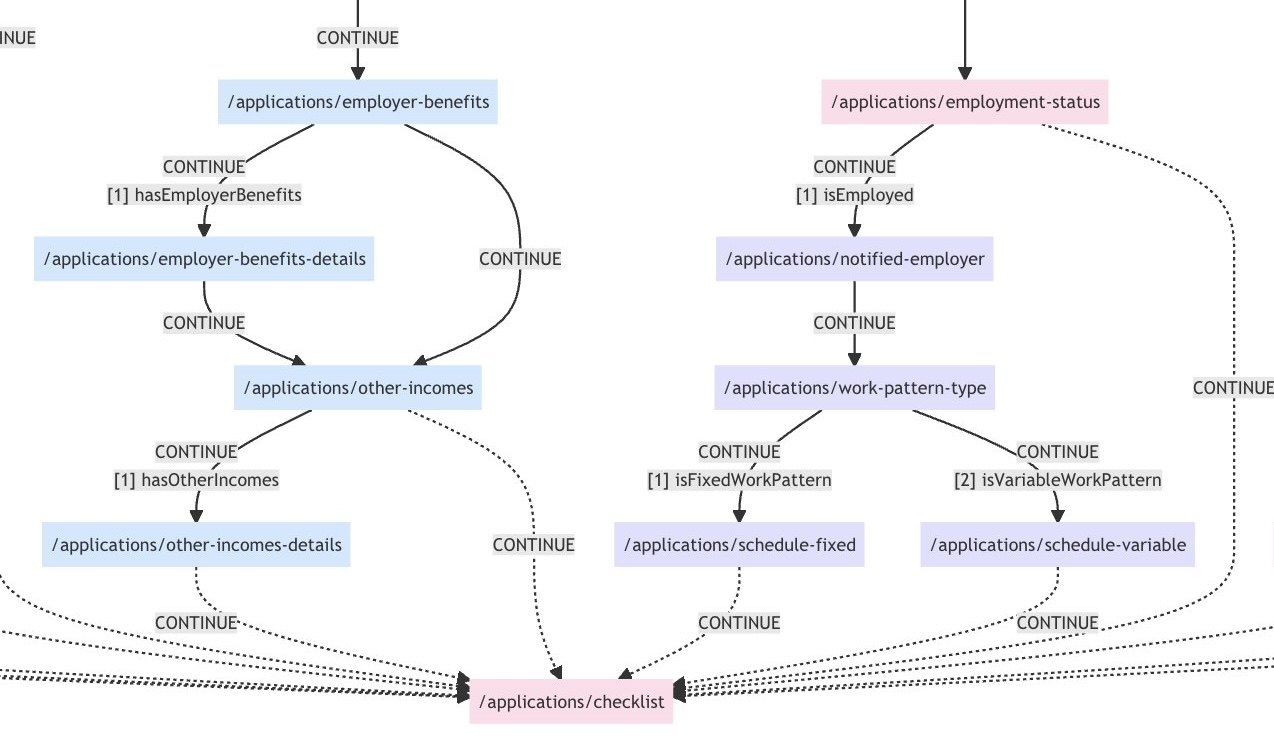 INUE
CONTINUE
/applications/employer-benefits
/applications/employment-status
CONTINUE
[1] hasEmployerBenefits
CONTINUE
[1] isEmployed
/applications/employer-benefits-details
CONTINUE
/applications/notified-employer
CONTINUE
CONTINUE
/applications/other-incomes
/applications/work-pattern-type
CONTINUE
CONTINUE
[1] hasOtherIncomes
CONTINUE
[1] isFixedWorkPattern
CONTINUE
[2] isVariableWorkPattern
/applications/other-incomes-details
CONTINUE
/applications/schedule-fixed
/applications/schedule-variable
CONTINUE
CONTINUE
CONTINUE
/applications/checklist